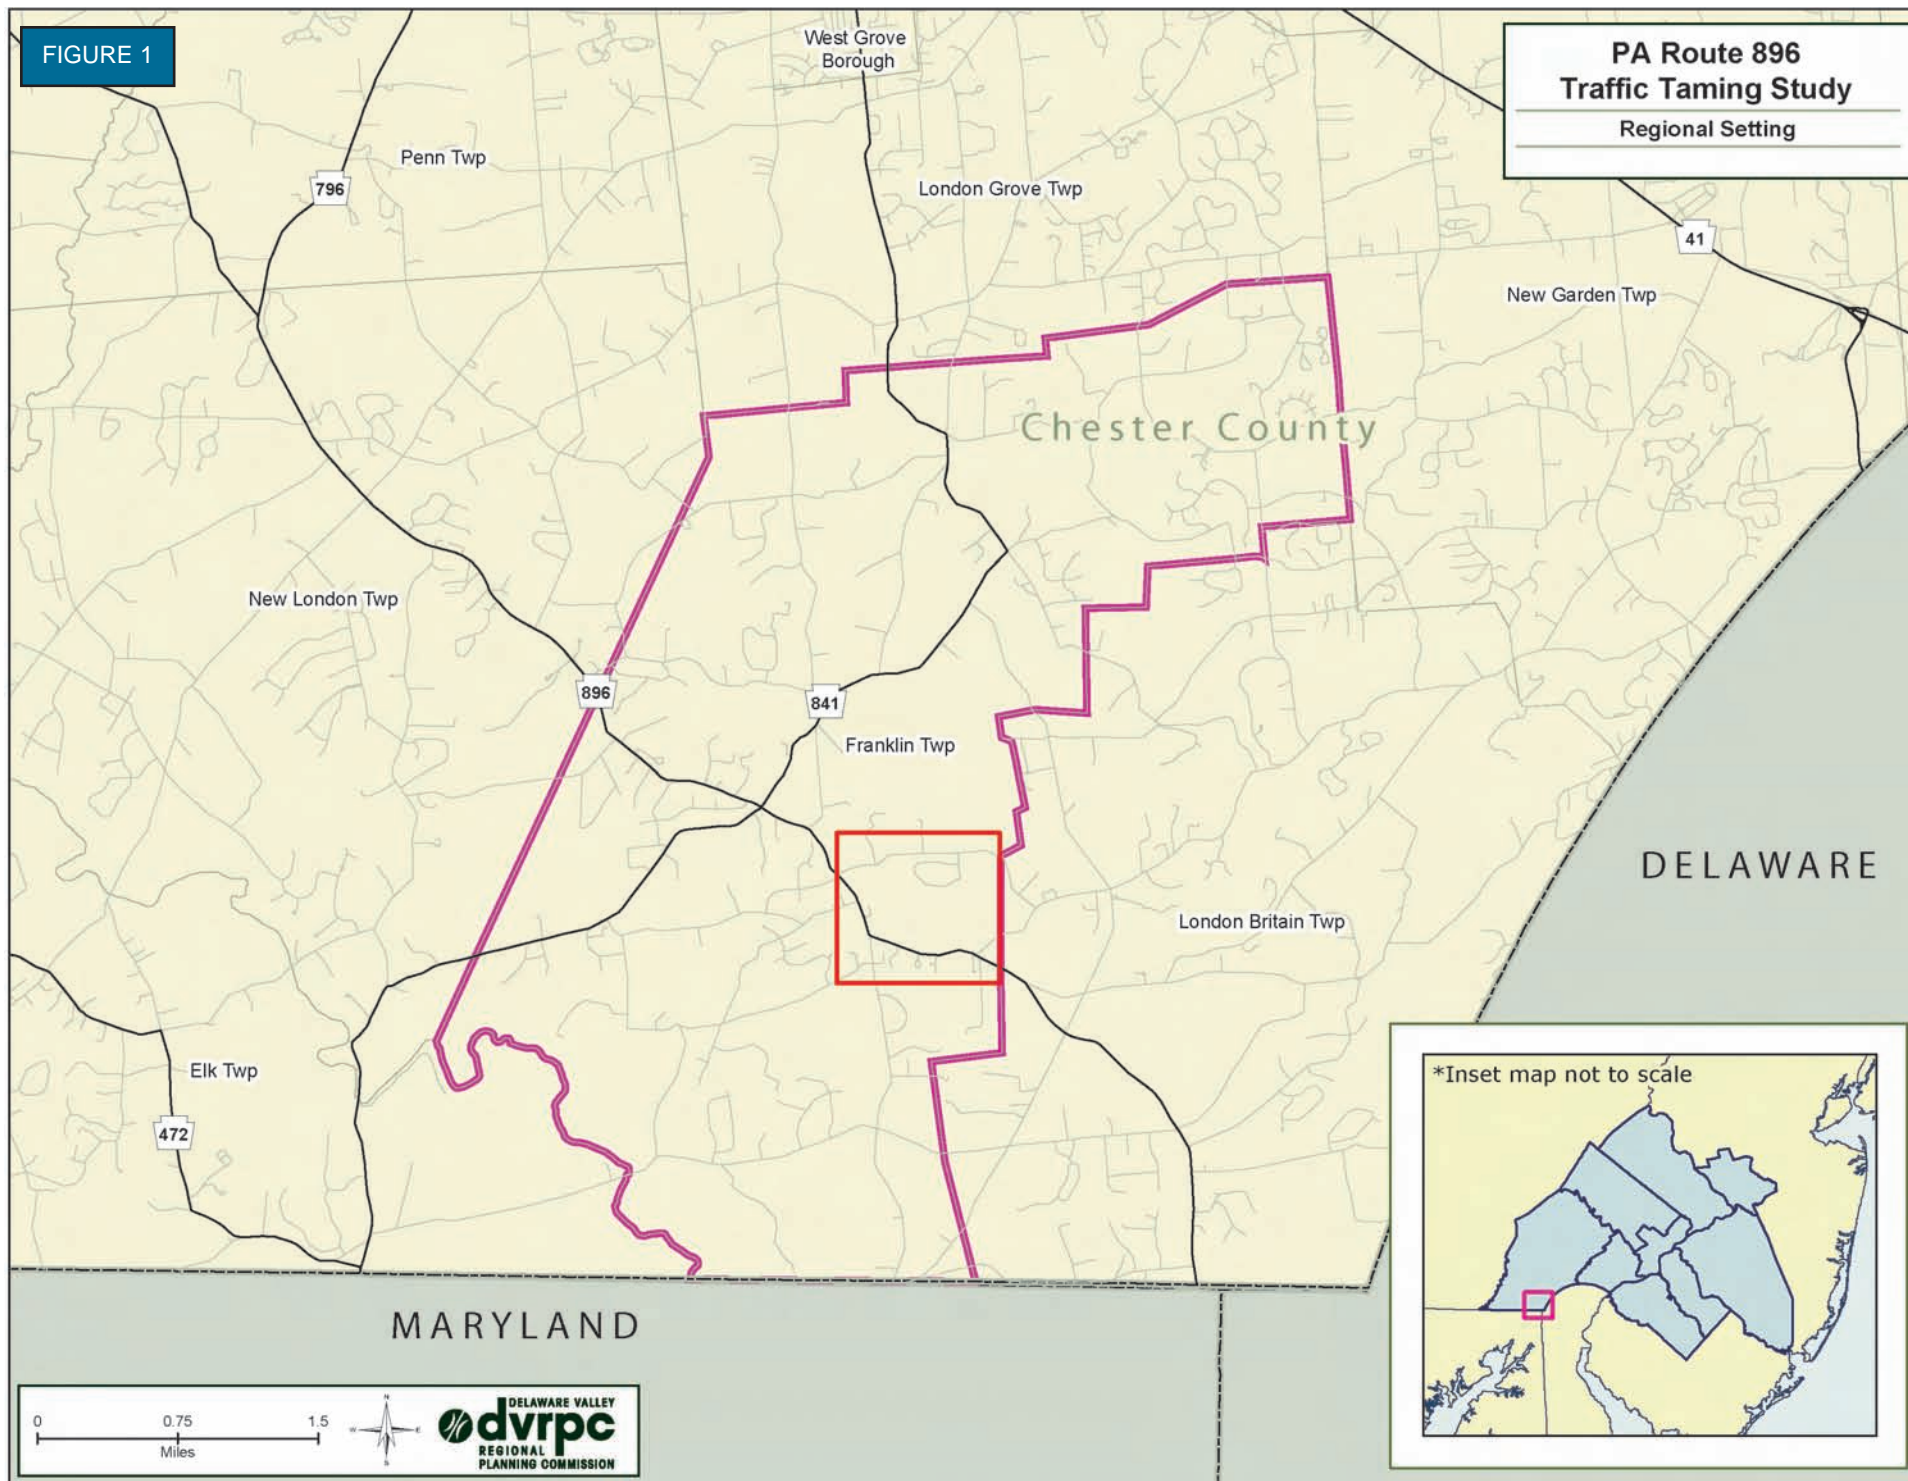 FIGURE 1
PA Route 896
Traffic Taming Study
Regional Setting
West Grove
Borough
Penn Twp
796
London Grove Twp
41
New Garden Twp
Chester County
New London Twp
896
841
Franklin Twp
DELAWARE
London Britain Twp
Elk Twp
472
*Inset map not to scale
MARYLAND
0 0.75 1.5
Miles
N
W E
S
DELAWARE VALLEY
dvrpc
REGIONAL
PLANNING COMMISSION